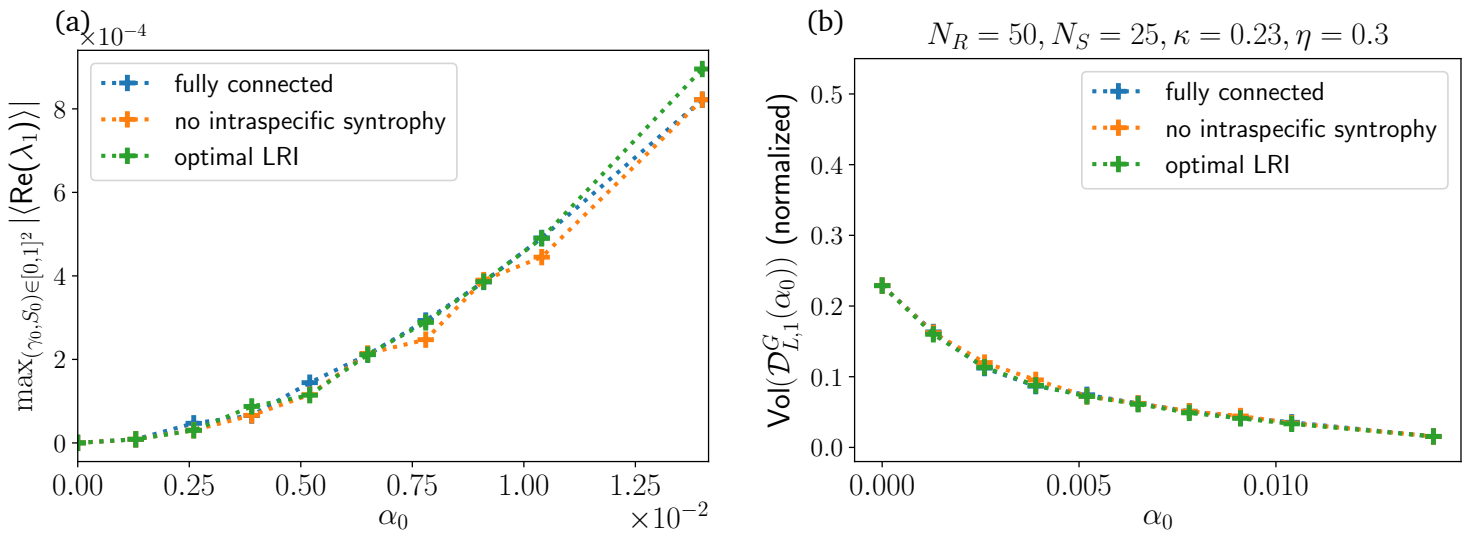 (a)
×10⁻⁴
fully connected
no intraspecific syntrophy
optimal LRI
8
6
4
2
0
max_{(γ₀,S₀)∈[0,1]²} |⟨Re(λ₁)⟩|
0.00 0.25 0.50 0.75 1.00 1.25
×10⁻²
α₀
(b)
N_R = 50, N_S = 25, κ = 0.23, η = 0.3
fully connected
no intraspecific syntrophy
optimal LRI
0.5
0.4
0.3
0.2
0.1
0.0
Vol(𝒟^G_{L,1}(α₀)) (normalized)
0.000 0.005 0.010
α₀